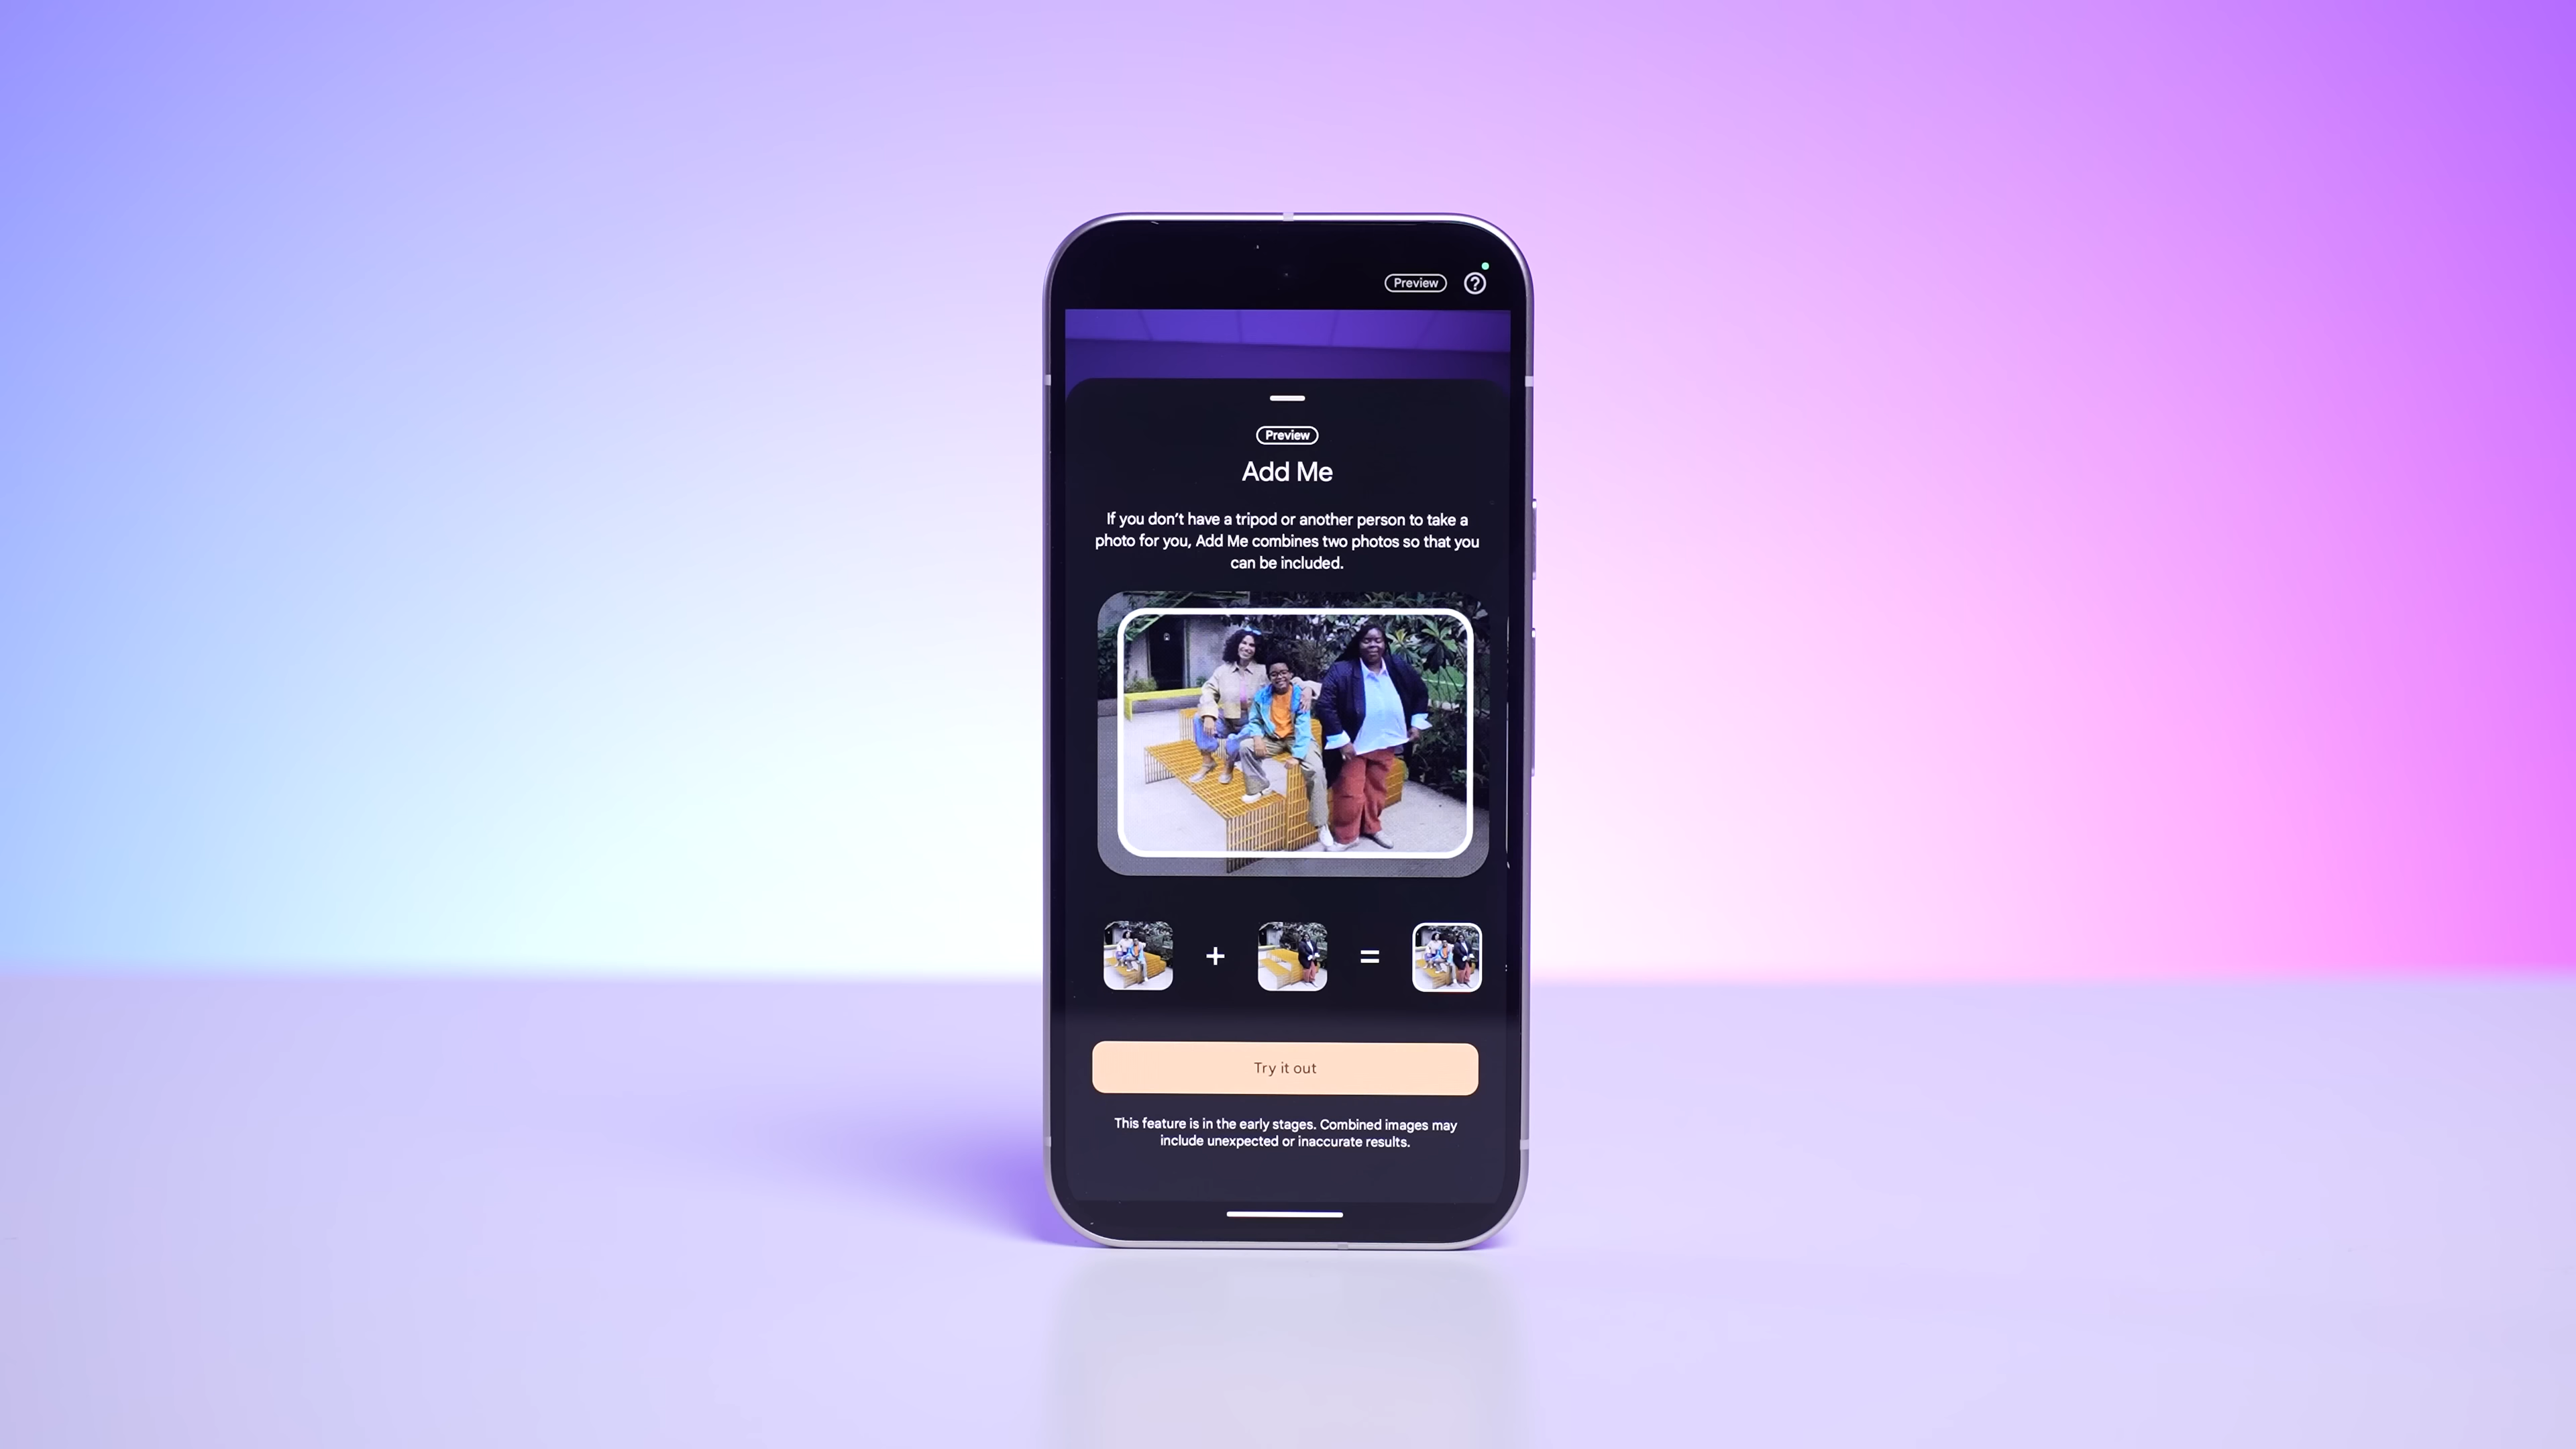 Preview ?
Preview
Add Me
If you don’t have a tripod or another person to take a
photo for you, Add Me combines two photos so that you
can be included.
+ =
Try it out
This feature is in the early stages. Combined images may
include unexpected or inaccurate results.